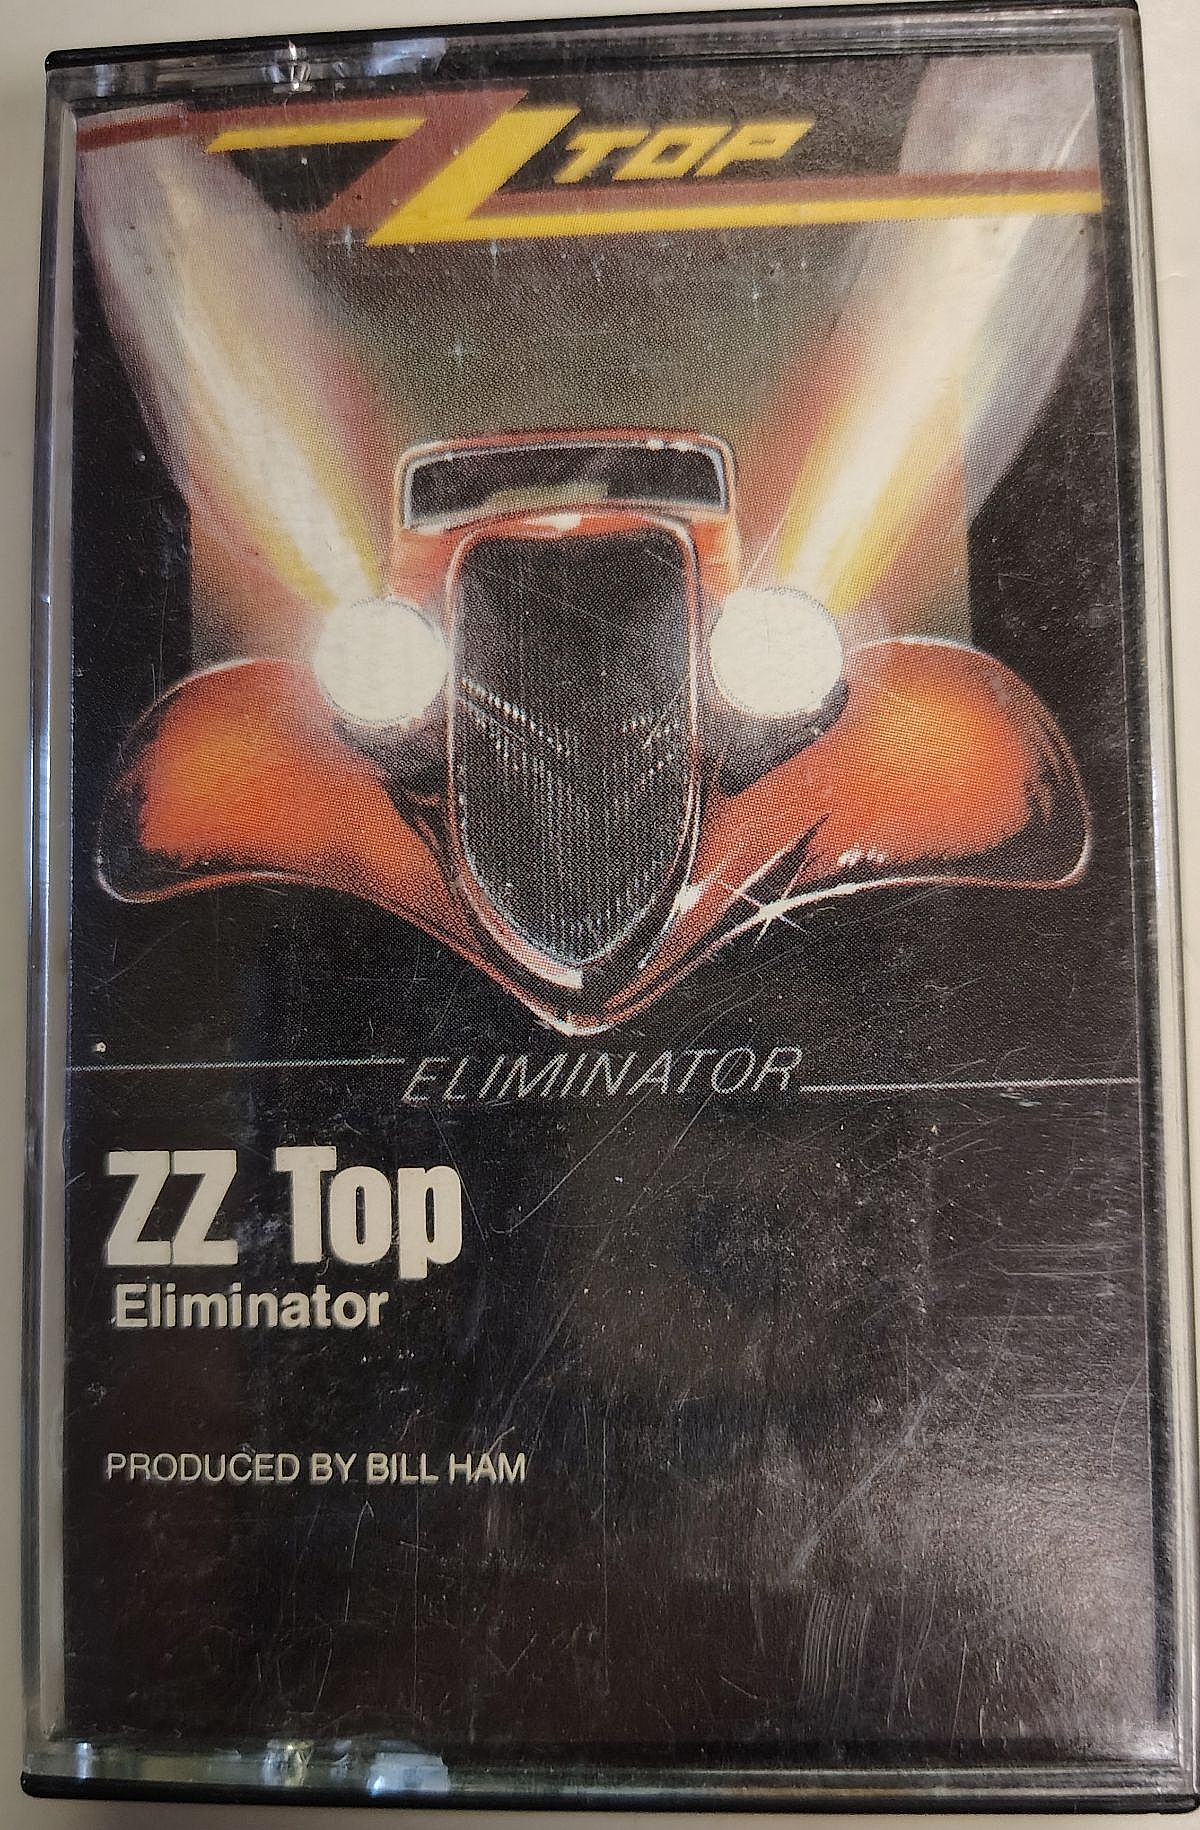 ZZ TOP
ELIMINATOR
ZZ Top
Eliminator
PRODUCED BY BILL HAM